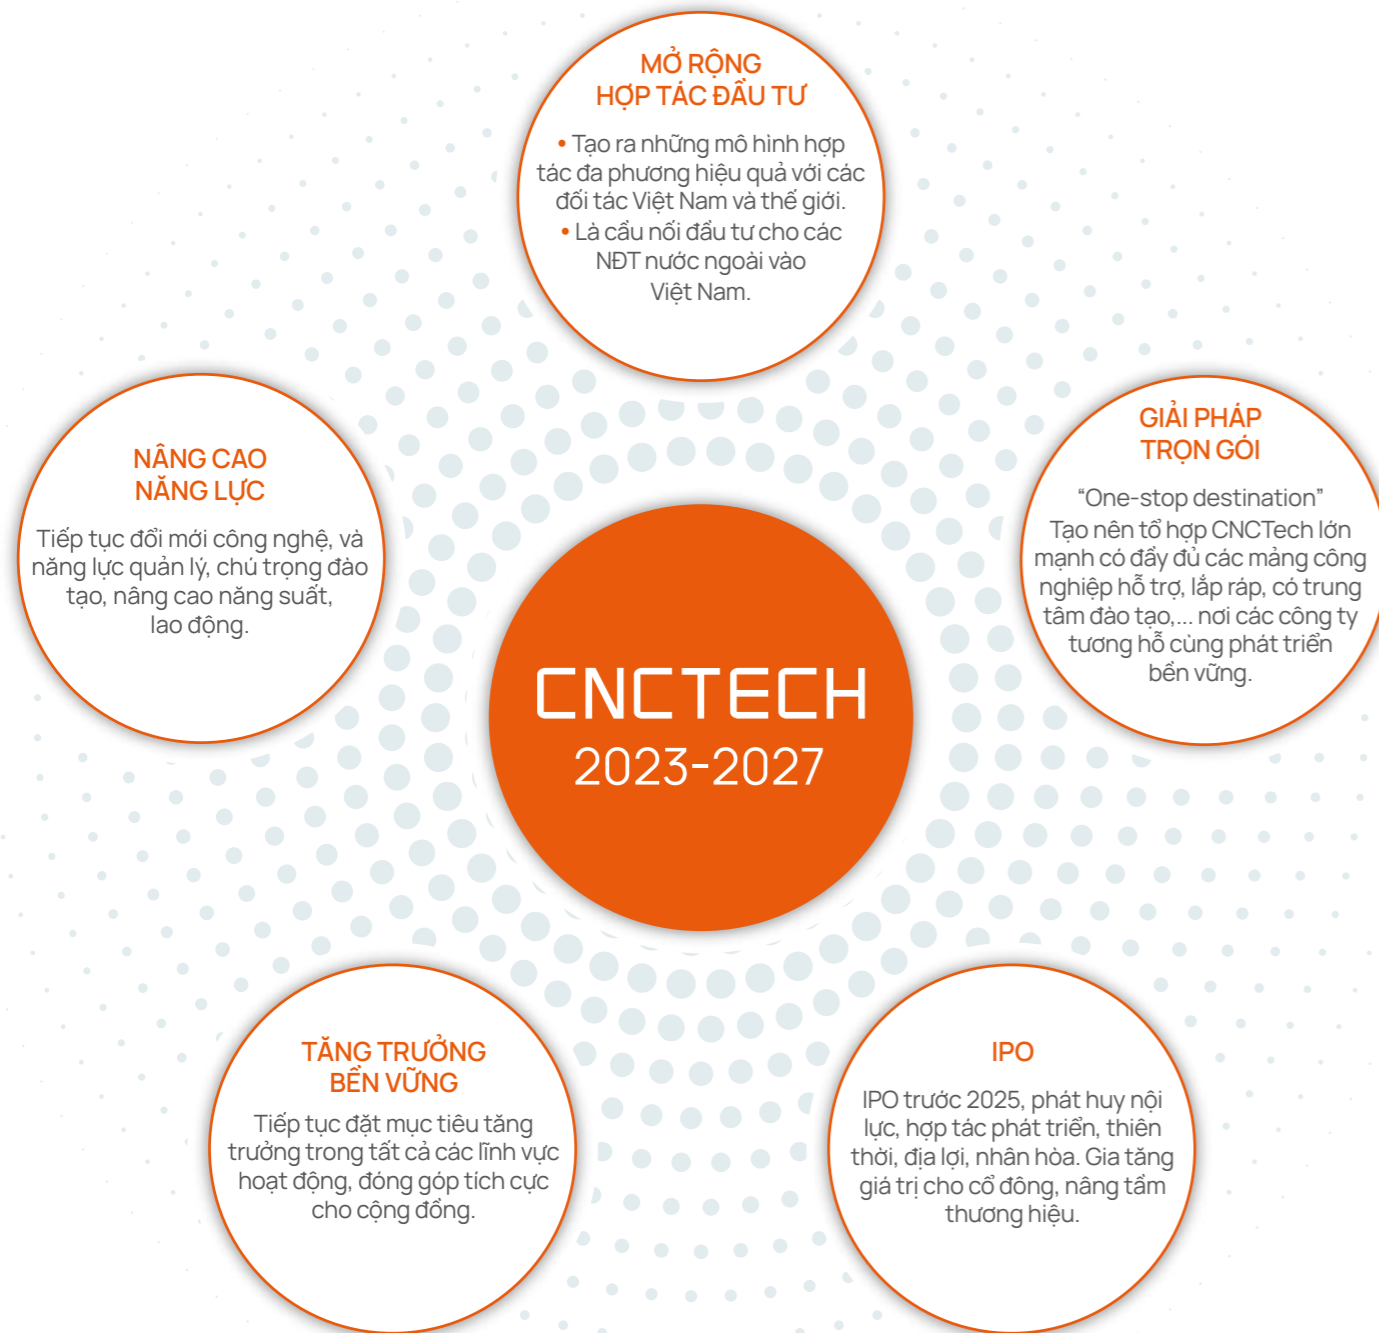 MỞ RỘNG
HỢP TÁC ĐẦU TƯ
• Tạo ra những mô hình hợp
tác đa phương hiệu quả với các
đối tác Việt Nam và thế giới.
• Là cầu nối đầu tư cho các
NĐT nước ngoài vào
Việt Nam.
GIẢI PHÁP
TRỌN GÓI
“One-stop destination”
Tạo nên tổ hợp CNCTech lớn
mạnh có đầy đủ các mảng công
nghiệp hỗ trợ, lắp ráp, có trung
tâm đào tạo,... nơi các công ty
tương hỗ cùng phát triển
bền vững.
NÂNG CAO
NĂNG LỰC
Tiếp tục đổi mới công nghệ, và
năng lực quản lý, chú trọng đào
tạo, nâng cao năng suất,
lao động.
CNCTECH
2023-2027
TĂNG TRƯỞNG
BỀN VỮNG
Tiếp tục đặt mục tiêu tăng
trưởng trong tất cả các lĩnh vực
hoạt động, đóng góp tích cực
cho cộng đồng.
IPO
IPO trước 2025, phát huy nội
lực, hợp tác phát triển, thiên
thời, địa lợi, nhân hòa. Gia tăng
giá trị cho cổ đông, nâng tầm
thương hiệu.